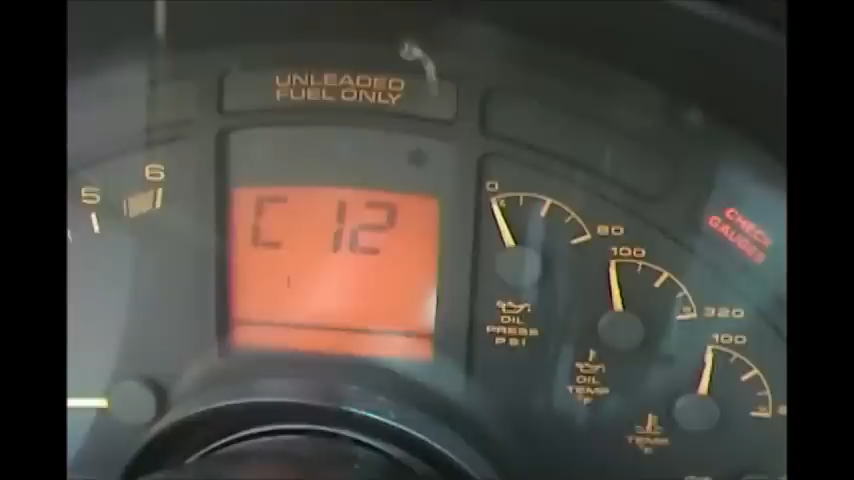 UNLEADED
FUEL ONLY
5
6
C 12
0
80
OIL
PRESS
PSI
100
320
OIL
TEMP
°F
100
TEMP
°F
CHECK
GAUGES